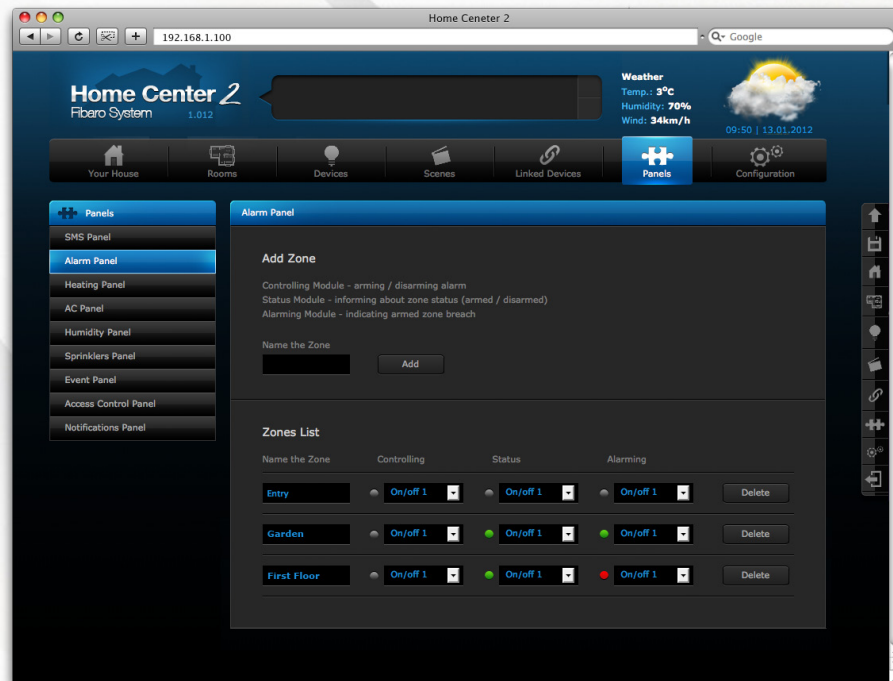 Home Ceneter 2
192.168.1.100
Google
Home Center 2
Fibaro System 1.012
Weather
Temp.: 3°C
Humidity: 70%
Wind: 34km/h
09:50 | 13.01.2012
Your House Rooms Devices Scenes Linked Devices Panels Configuration
Panels
SMS Panel
Alarm Panel
Heating Panel
AC Panel
Humidity Panel
Sprinklers Panel
Event Panel
Access Control Panel
Notifications Panel
Alarm Panel
Add Zone
Controlling Module - arming / disarming alarm
Status Module - informing about zone status (armed / disarmed)
Alarming Module - indicating armed zone breach
Name the Zone
Add
Zones List
Name the Zone Controlling Status Alarming
Entry On/off 1 On/off 1 On/off 1 Delete
Garden On/off 1 On/off 1 On/off 1 Delete
First Floor On/off 1 On/off 1 On/off 1 Delete